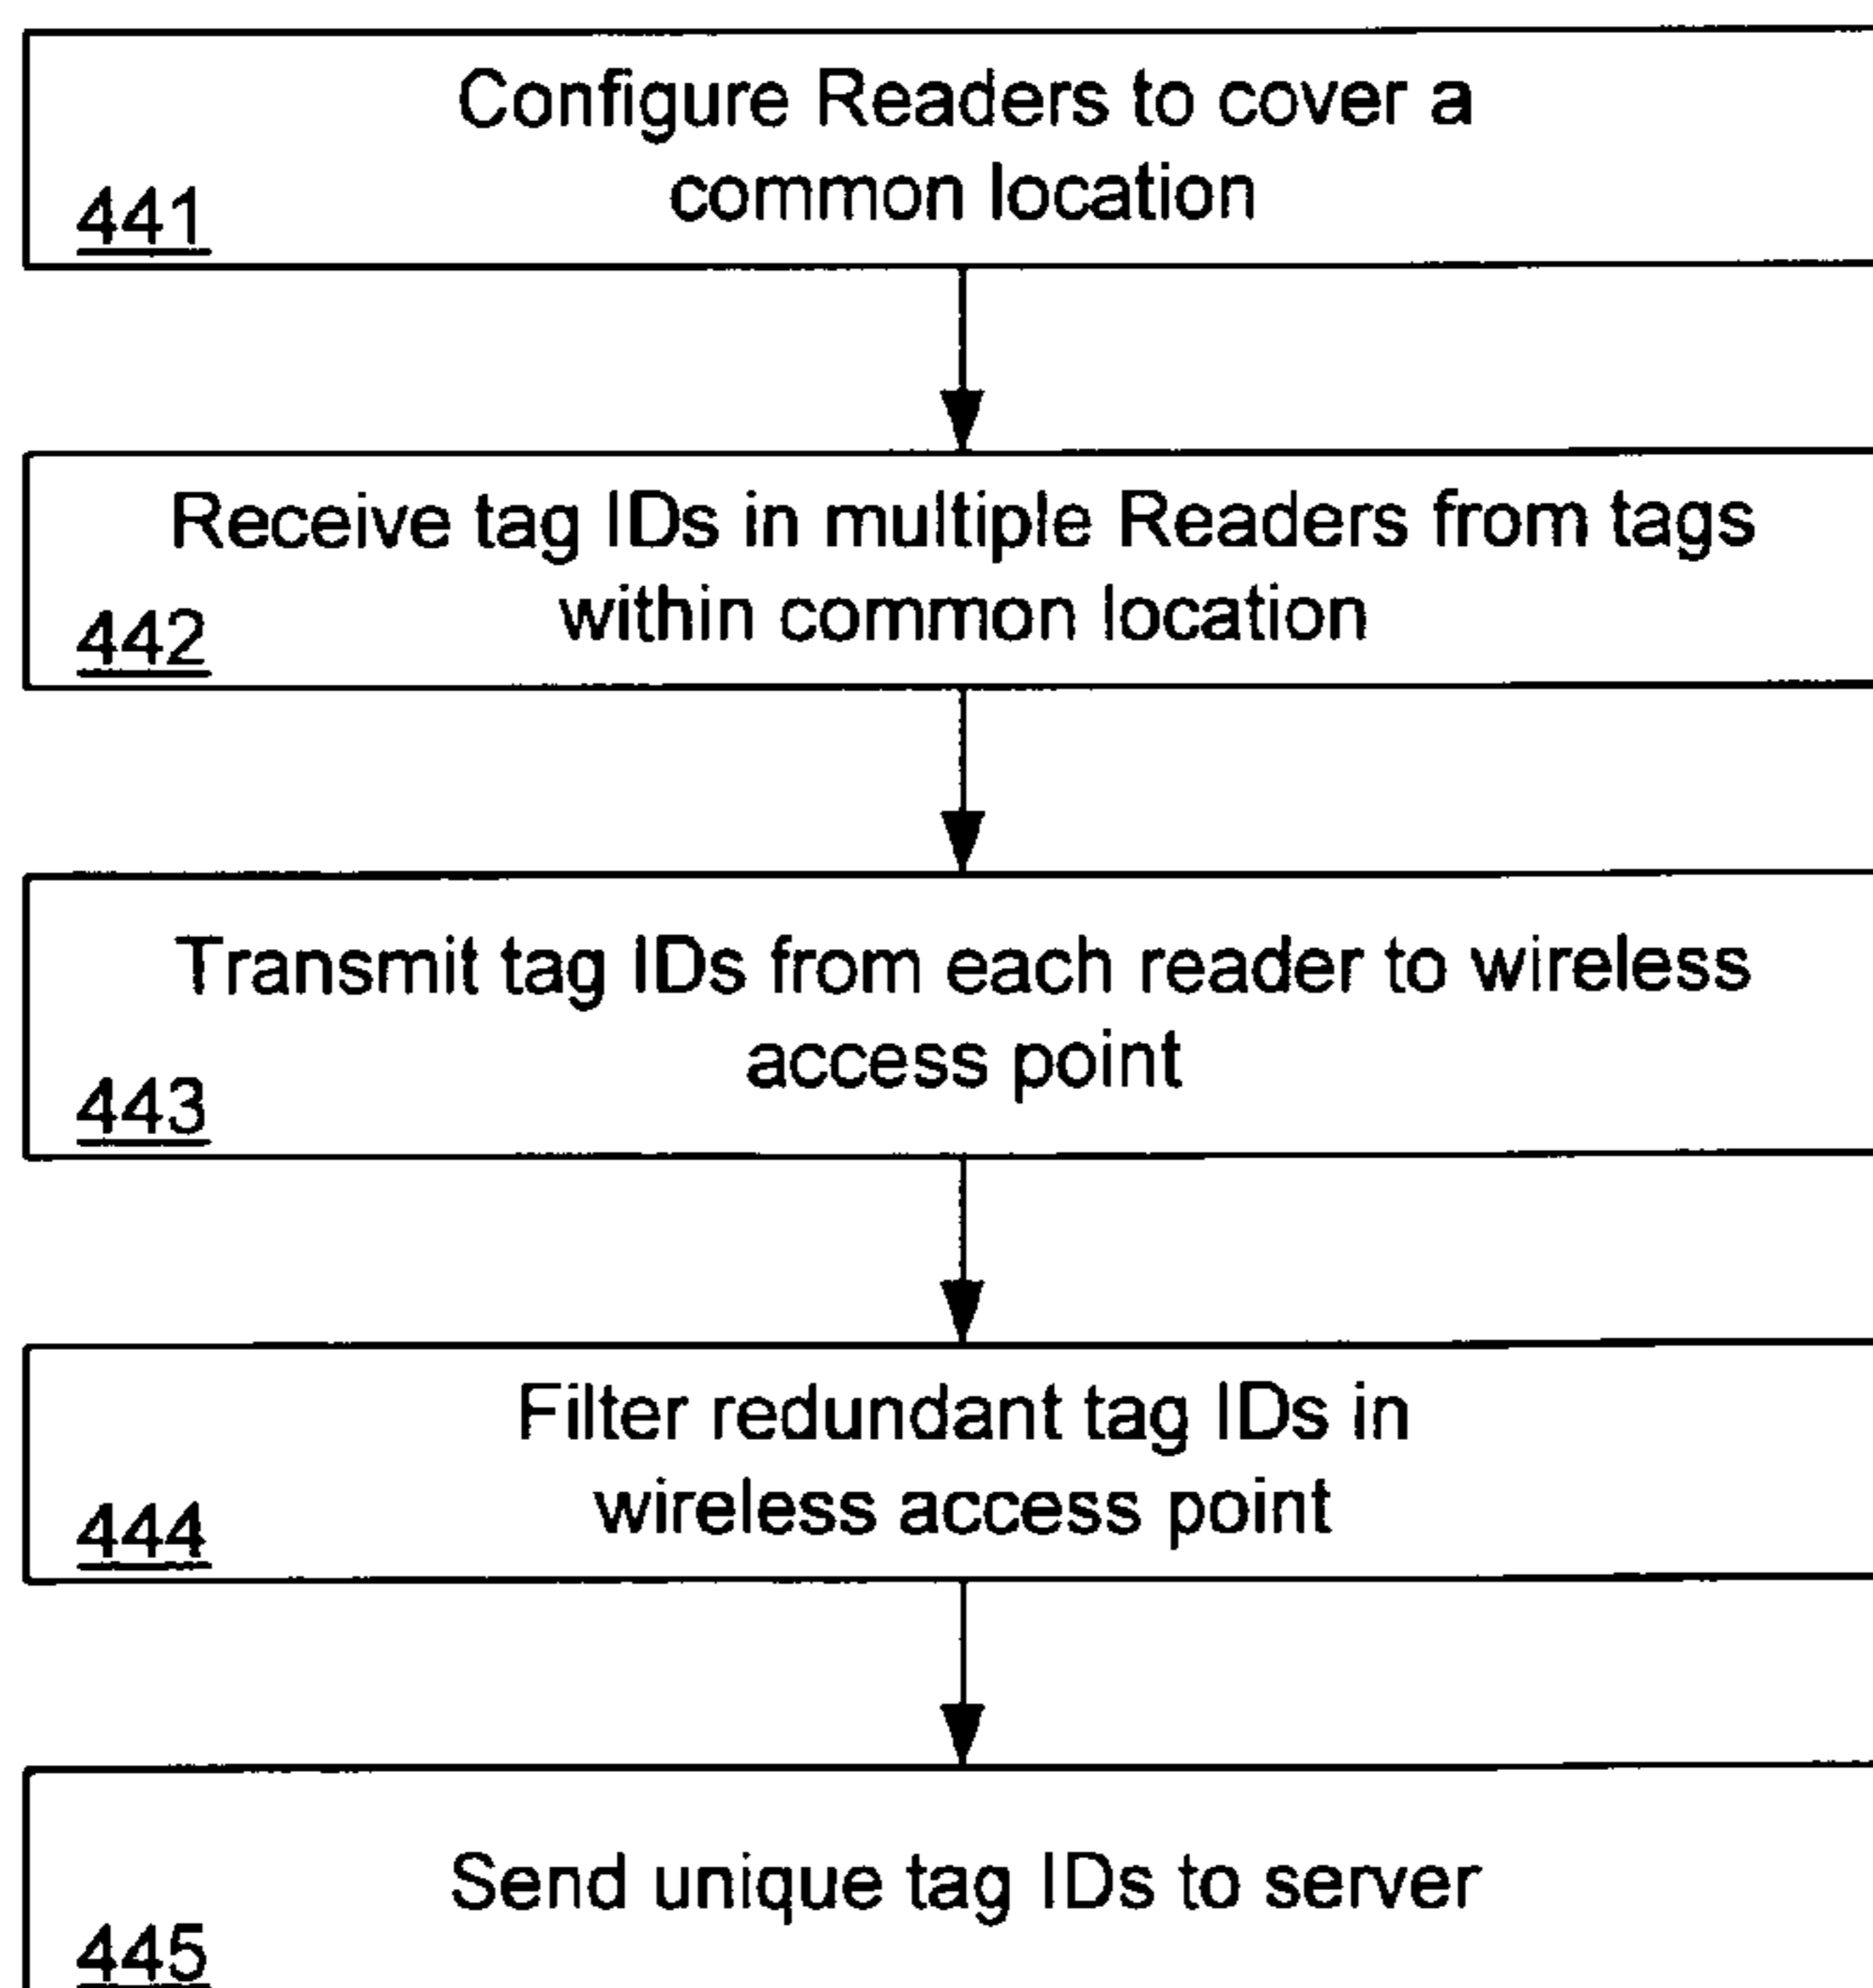 Configure Readers to cover a
common location
441
Receive tag IDs in multiple Readers from tags
within common location
442
Transmit tag IDs from each reader to wireless
access point
443
Filter redundant tag IDs in
wireless access point
444
Send unique tag IDs to server
445